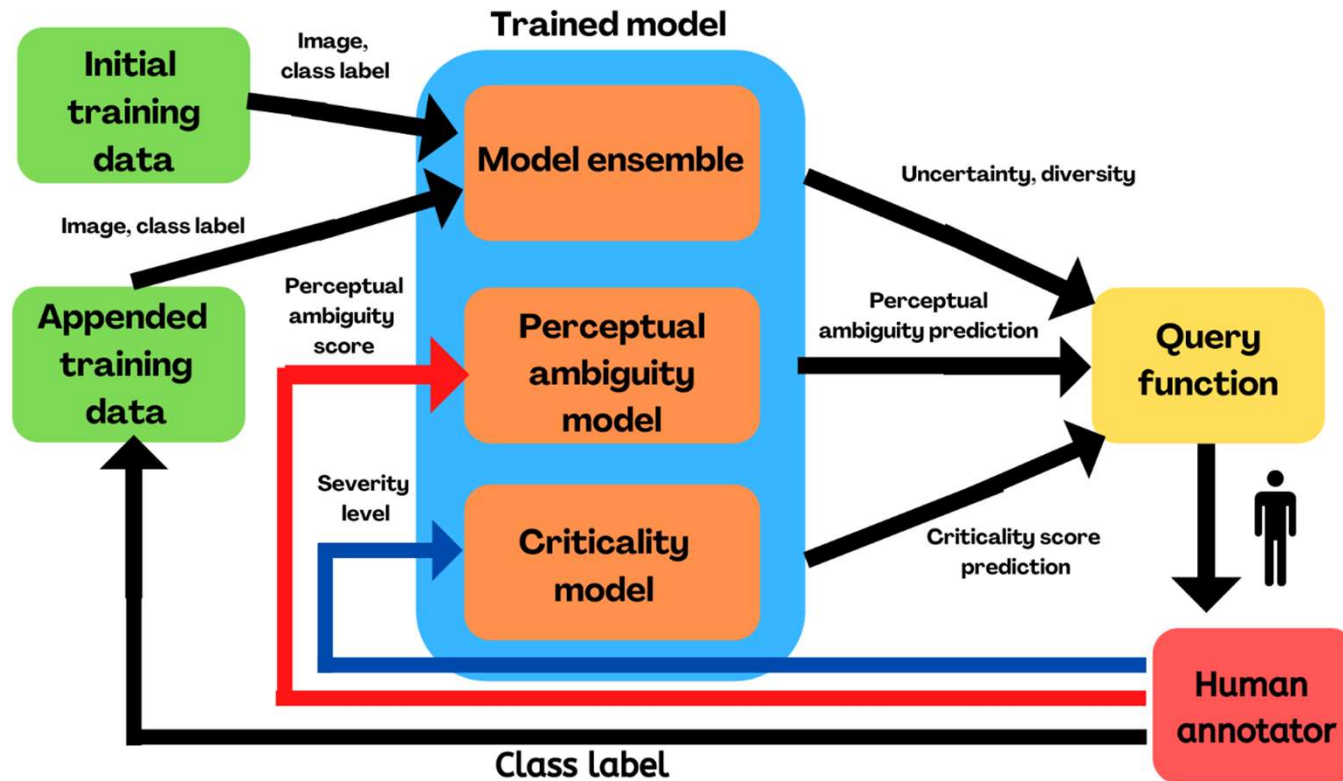 Trained model
Initial
training
data
Image,
class label
Model ensemble
Uncertainty, diversity
Image, class label
Appended
training
data
Perceptual
ambiguity
score
Perceptual
ambiguity
model
Perceptual
ambiguity prediction
Query
function
Severity
level
Criticality
model
Criticality score
prediction
Human
annotator
Class label